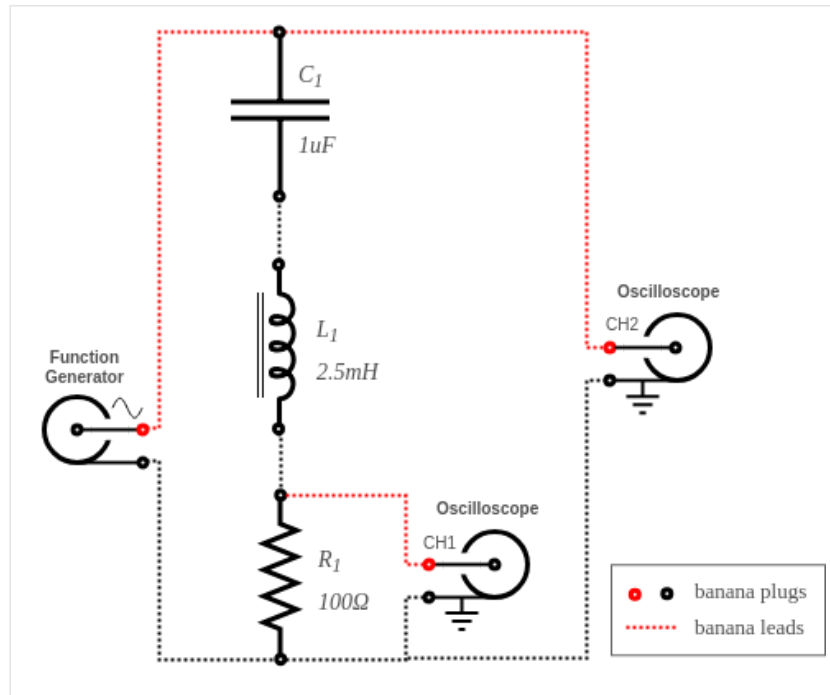 C1
1uF
Oscilloscope
CH2
L1
2.5mH
Function
Generator
Oscilloscope
CH1
R1
100Ω
banana plugs
banana leads